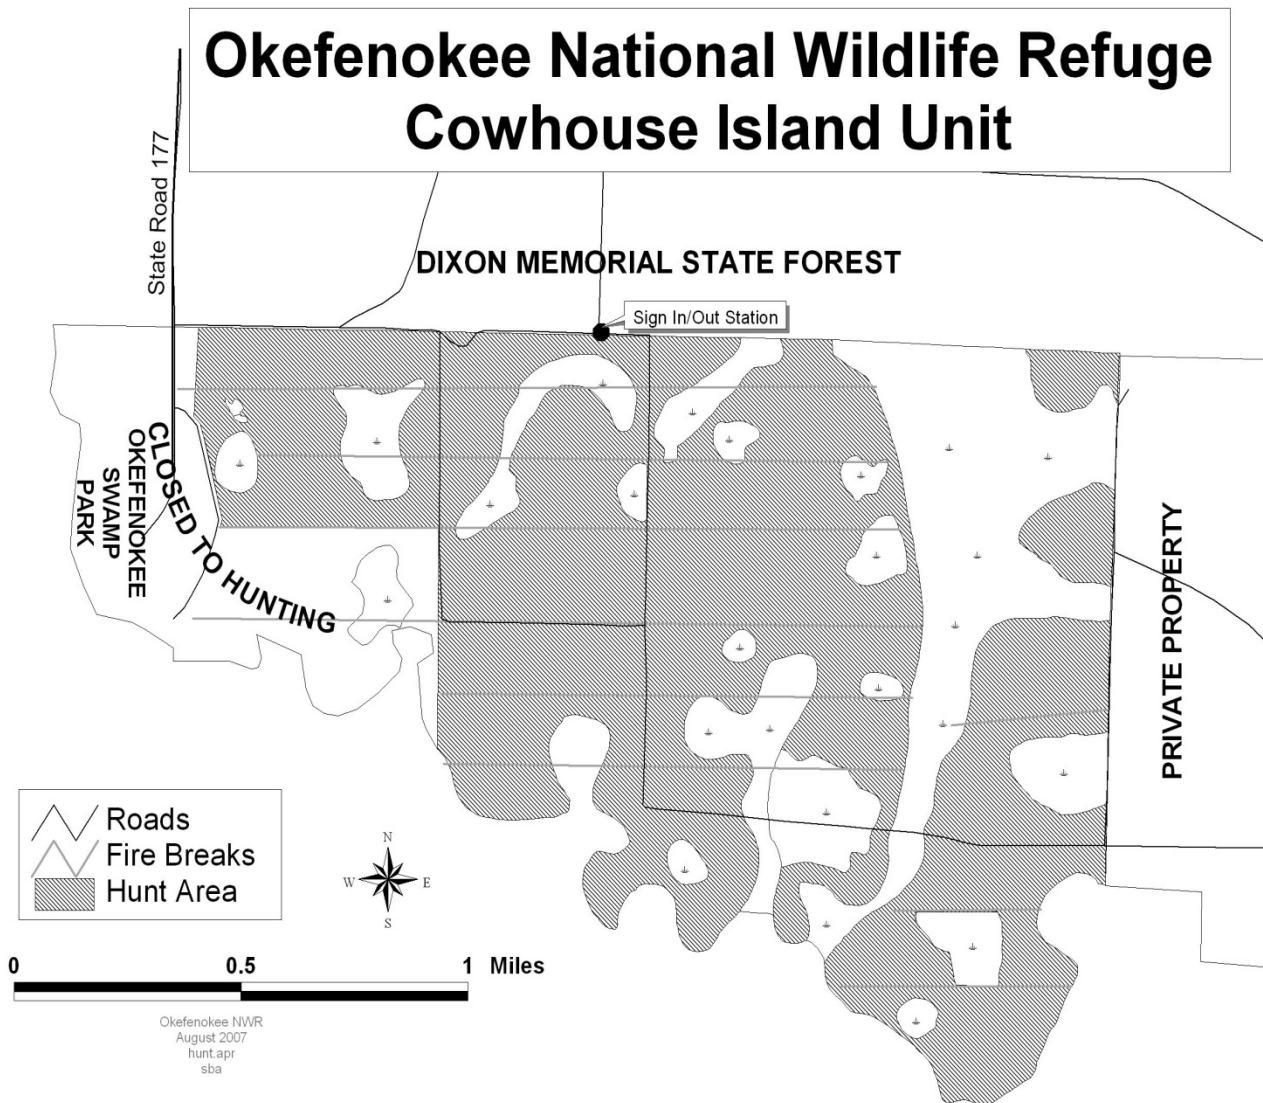 Okefenokee National Wildlife Refuge
Cowhouse Island Unit
State Road 177
DIXON MEMORIAL STATE FOREST
Sign In/Out Station
CLOSED TO HUNTING
OKEFENOKEE
SWAMP
PARK
PRIVATE PROPERTY
Roads
Fire Breaks
Hunt Area
N
W
E
S
0
0.5
1 Miles
Okefenokee NWR
August 2007
hunt.apr
sba